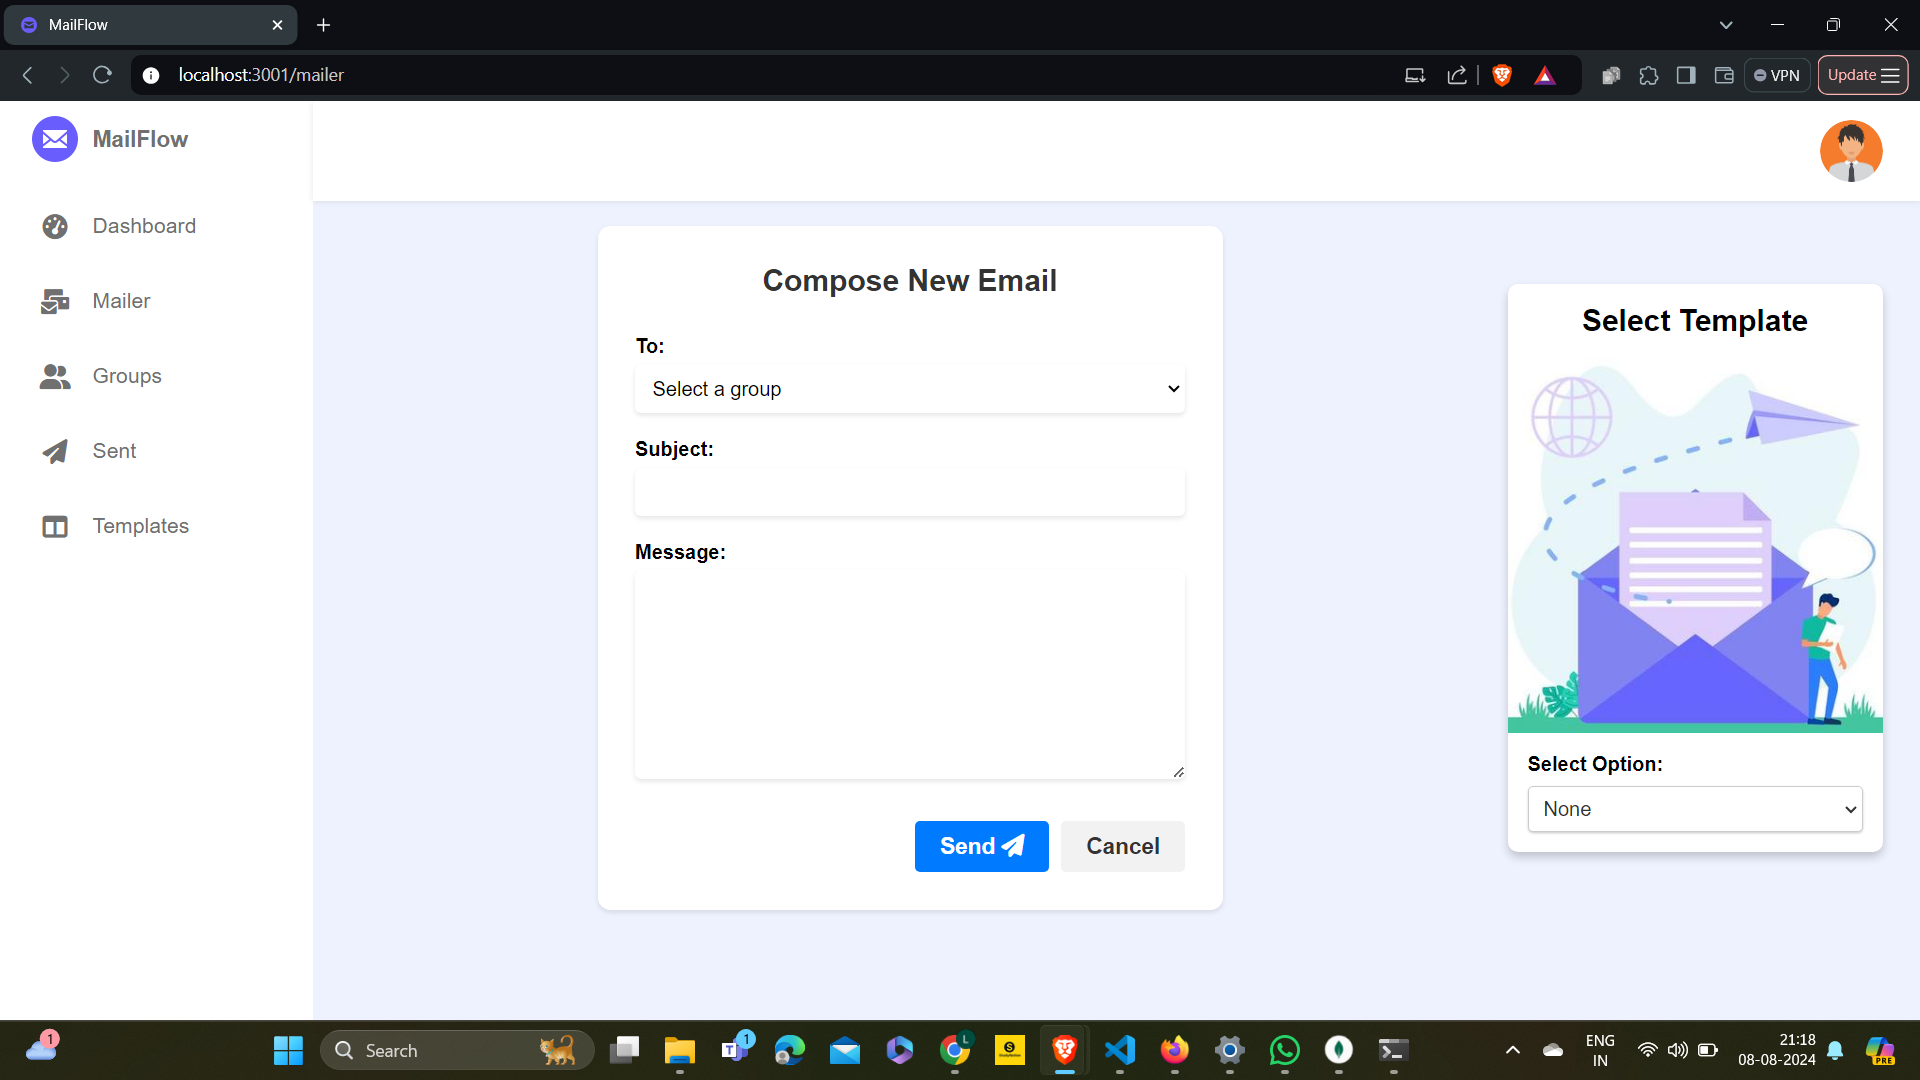 MailFlow
localhost:3001/mailer
VPN
Update
MailFlow
Dashboard
Mailer
Groups
Sent
Templates
Compose New Email
To:
Select a group
Subject:
Message:
Send
Cancel
Select Template
Select Option:
None
1
Search
1
L
ENG
IN
21:18
08-08-2024
PRE